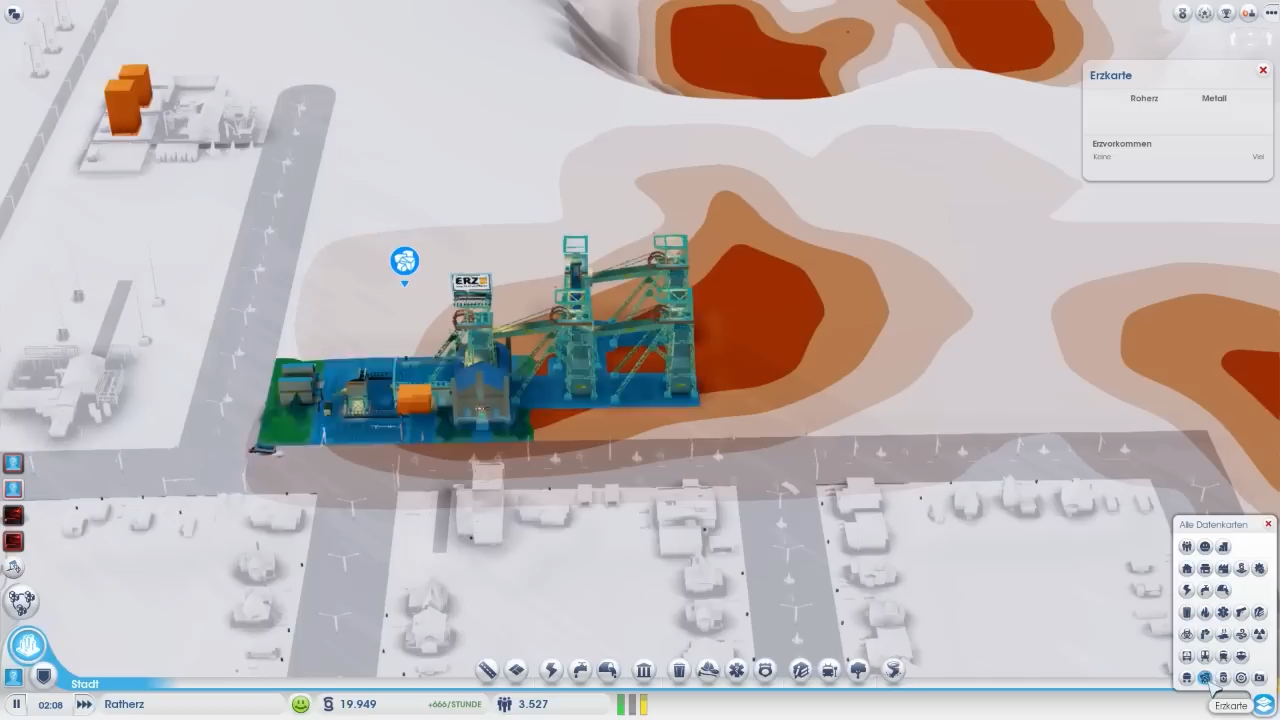 Erzkarte
Roherz Metall
Erzvorkommen
Keine Viel
ERZ
Alle Datenkarten
Erzkarte
Stadt
02:08 Ratherz 19.949 +666/STUNDE 3.527